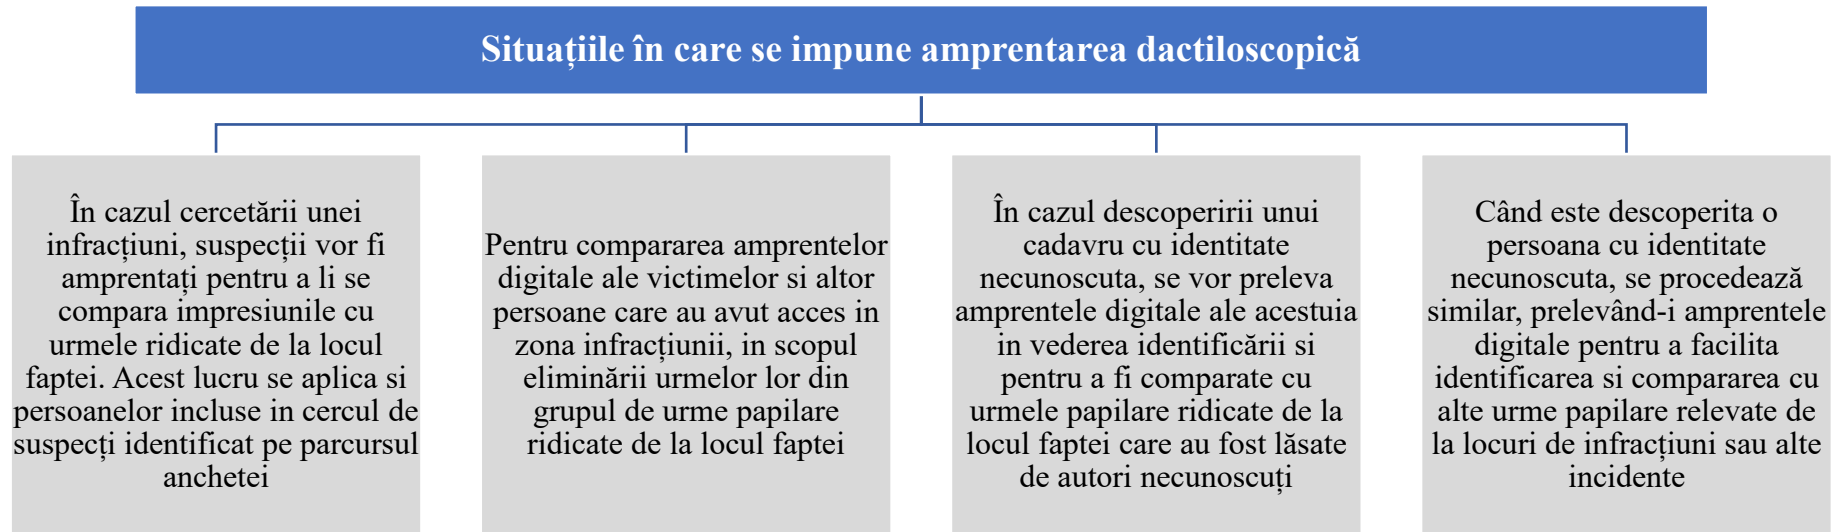 Situațiile în care se impune amprentarea dactiloscopică
În cazul cercetării unei
infracțiuni, suspecții vor fi
amprentați pentru a li se
compara impresiunile cu
urmele ridicate de la locul
faptei. Acest lucru se aplica si
persoanelor incluse in cercul de
suspecți identificat pe parcursul
anchetei
Pentru compararea amprentelor
digitale ale victimelor si altor
persoane care au avut acces in
zona infracțiunii, in scopul
eliminării urmelor lor din
grupul de urme papilare
ridicate de la locul faptei
În cazul descoperirii unui
cadavru cu identitate
necunoscuta, se vor preleva
amprentele digitale ale acestuia
in vederea identificării si
pentru a fi comparate cu
urmele papilare ridicate de la
locul faptei care au fost lăsate
de autori necunoscuți
Când este descoperita o
persoana cu identitate
necunoscuta, se procedează
similar, prelevând-i amprentele
digitale pentru a facilita
identificarea si compararea cu
alte urme papilare relevate de
la locuri de infracțiuni sau alte
incidente